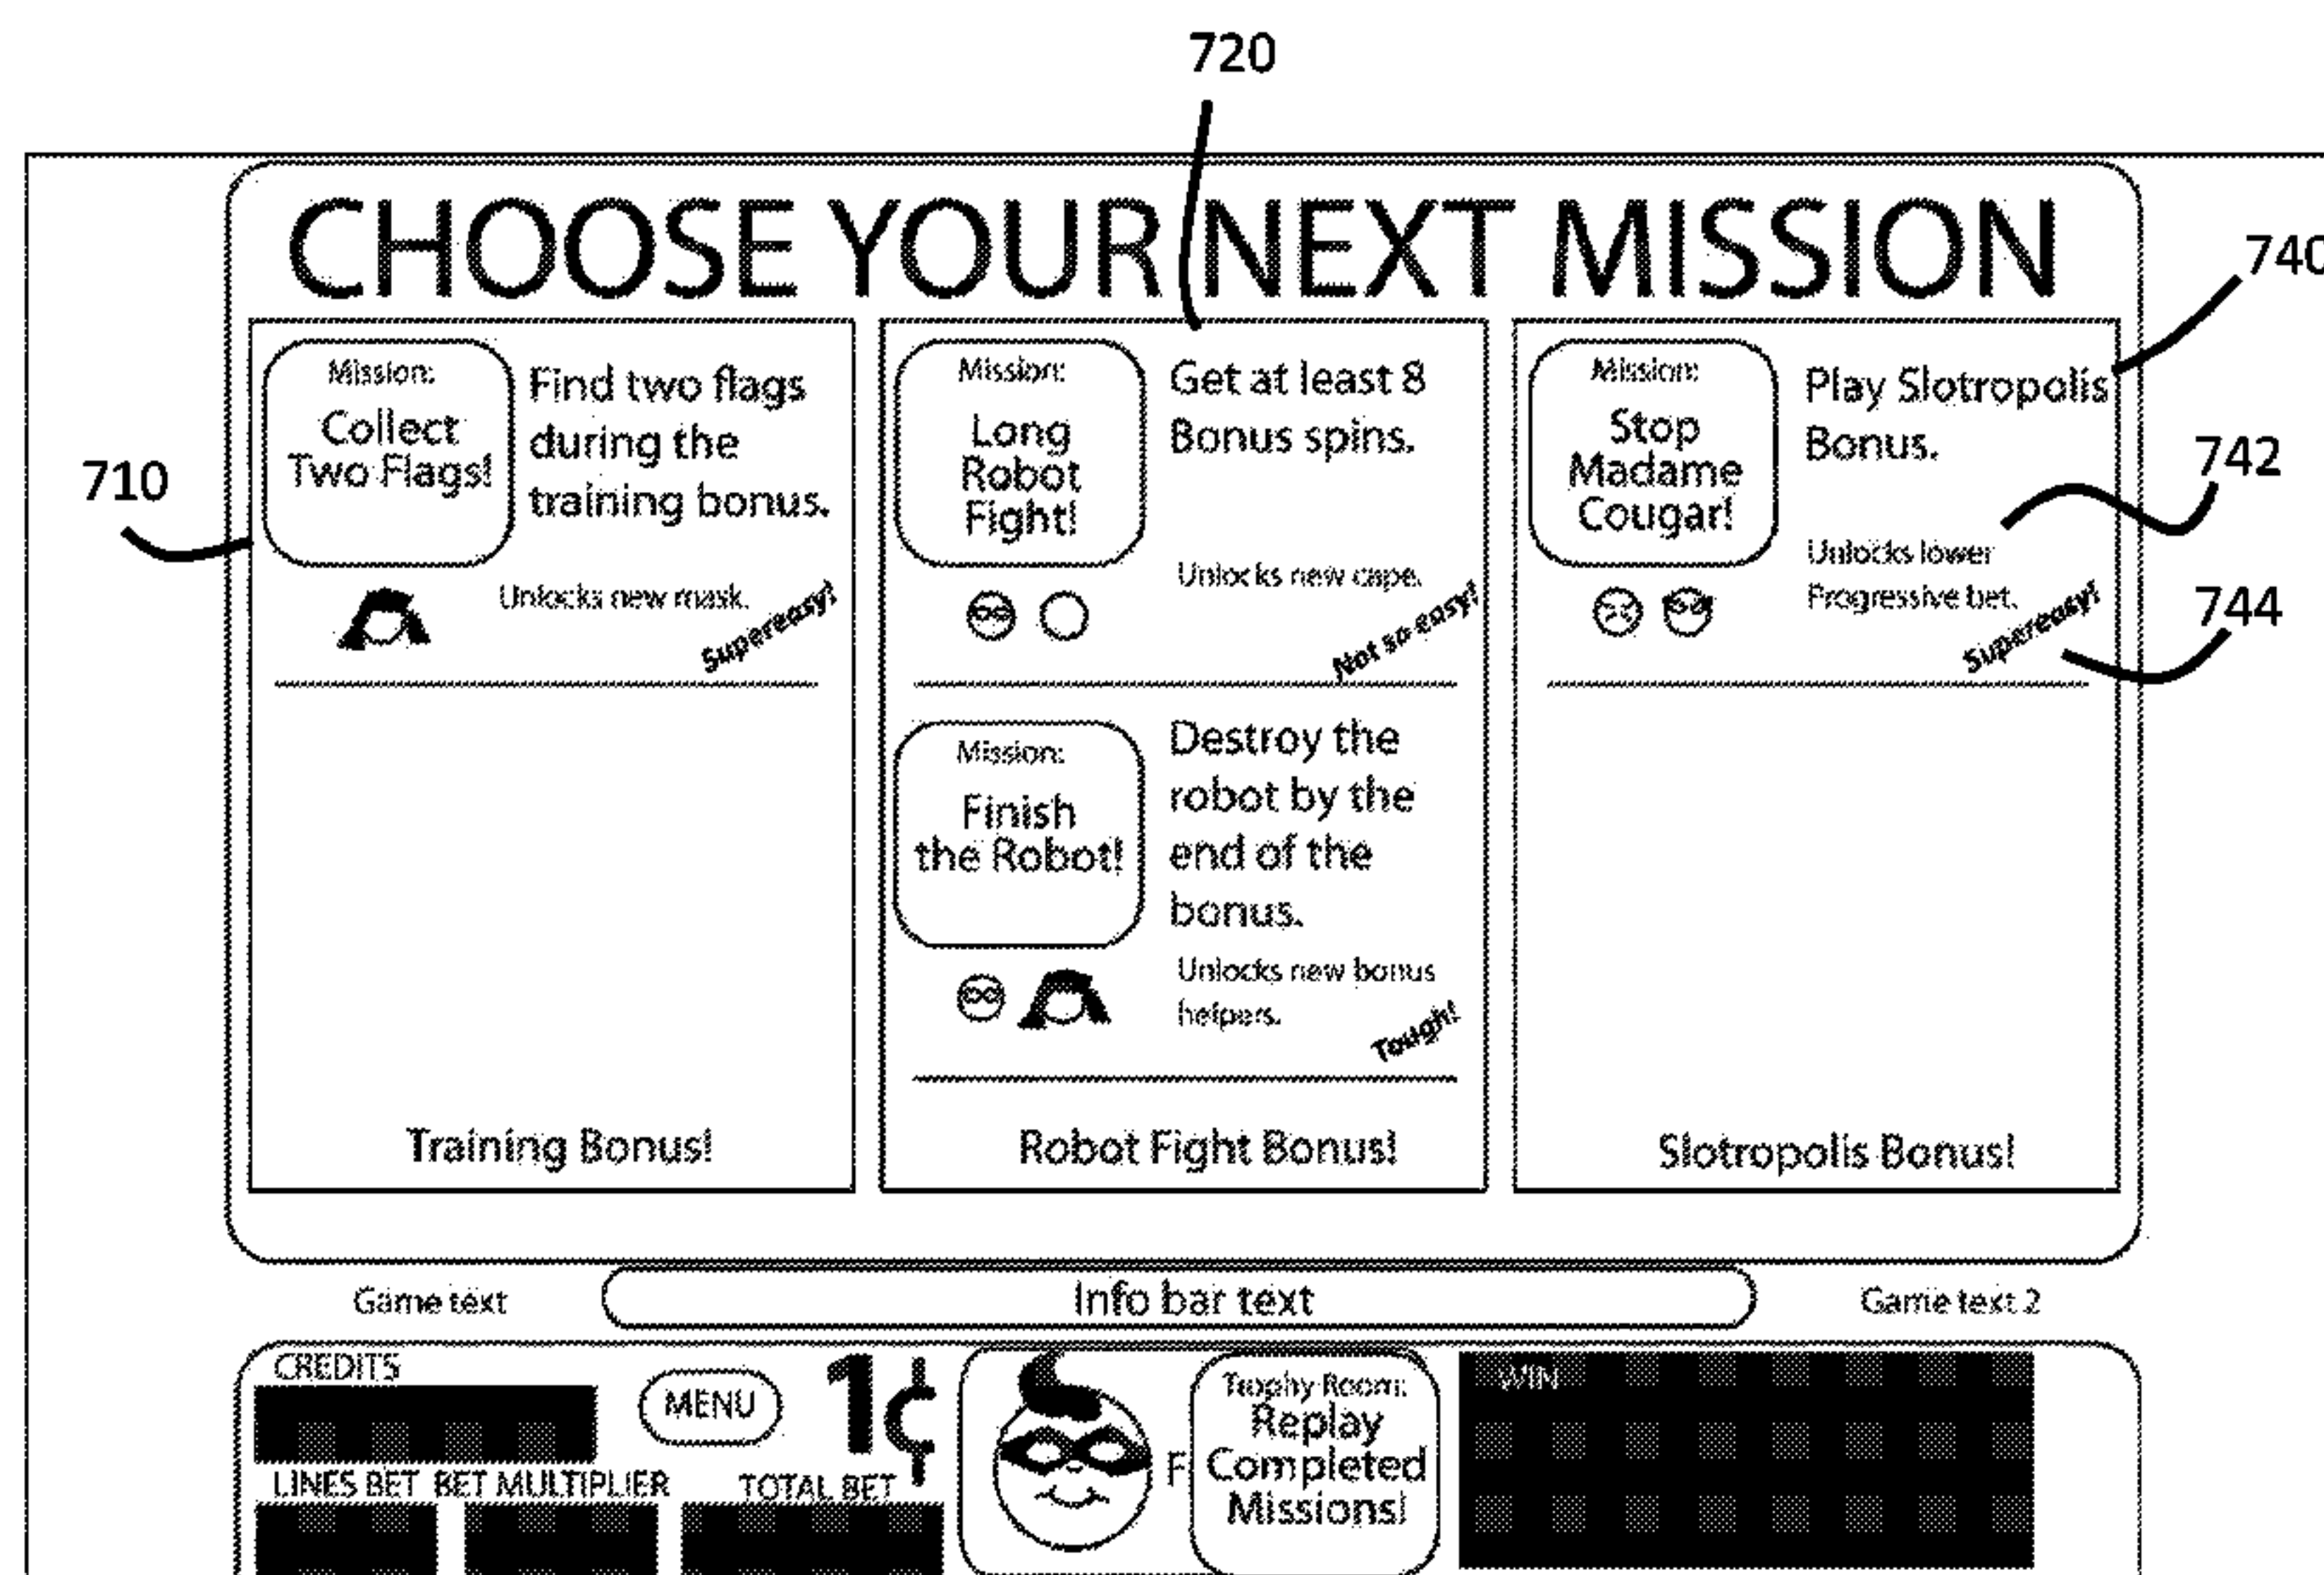 720
CHOOSE YOUR NEXT MISSION
740
710
Mission:
Collect
Two Flags!
Find two flags
during the
training bonus.
Unlocks new mask.
Supereasy!
Training Bonus!
Mission:
Long
Robot
Fight!
Get at least 8
Bonus spins.
Unlocks new cape.
Not so easy!
Mission:
Finish
the Robot!
Destroy the
robot by the
end of the
bonus.
Unlocks new bonus
helpers.
Tough!
Robot Fight Bonus!
Mission:
Stop
Madame
Cougar!
Play Slotropolis
Bonus.
742
Unlocks lower
Progressive bet.
744
Supereasy!
Slotropolis Bonus!
Game text
Info bar text
Game text 2
CREDITS
MENU
1¢
LINES BET BET MULTIPLIER TOTAL BET
F
Trophy Room:
Replay
Completed
Missions!
WIN